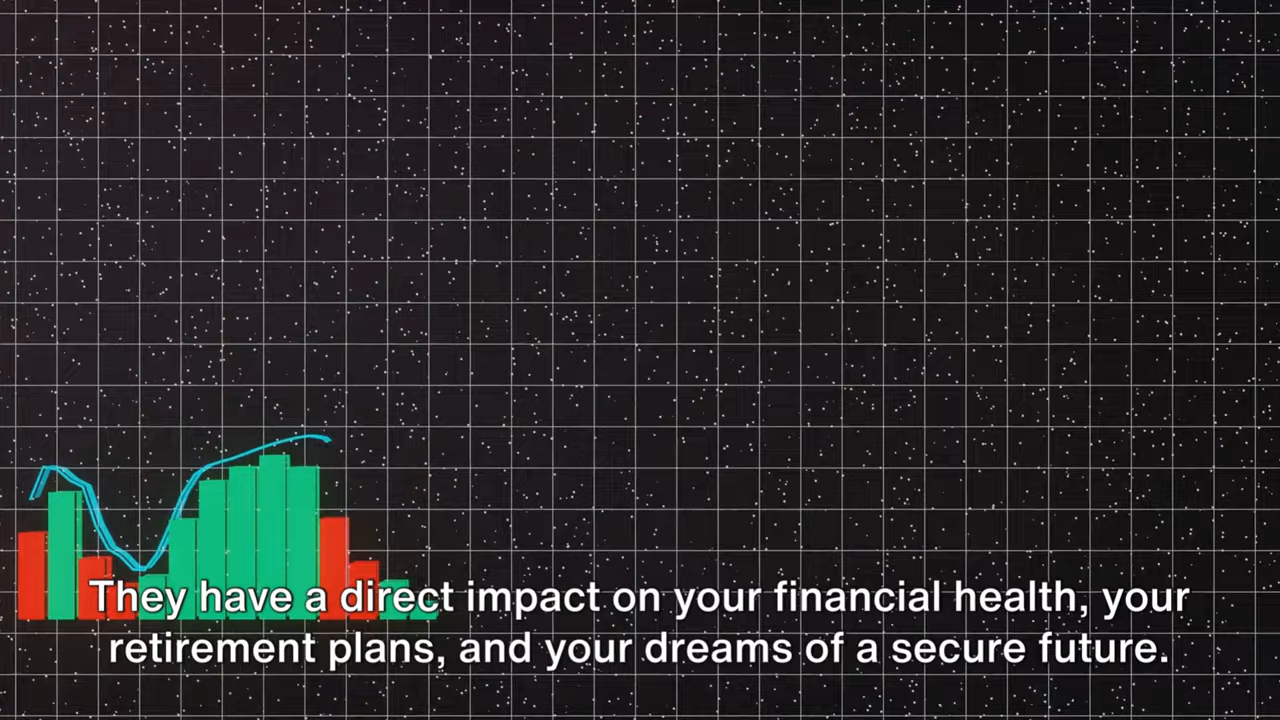 They have a direct impact on your financial health, your
retirement plans, and your dreams of a secure future.